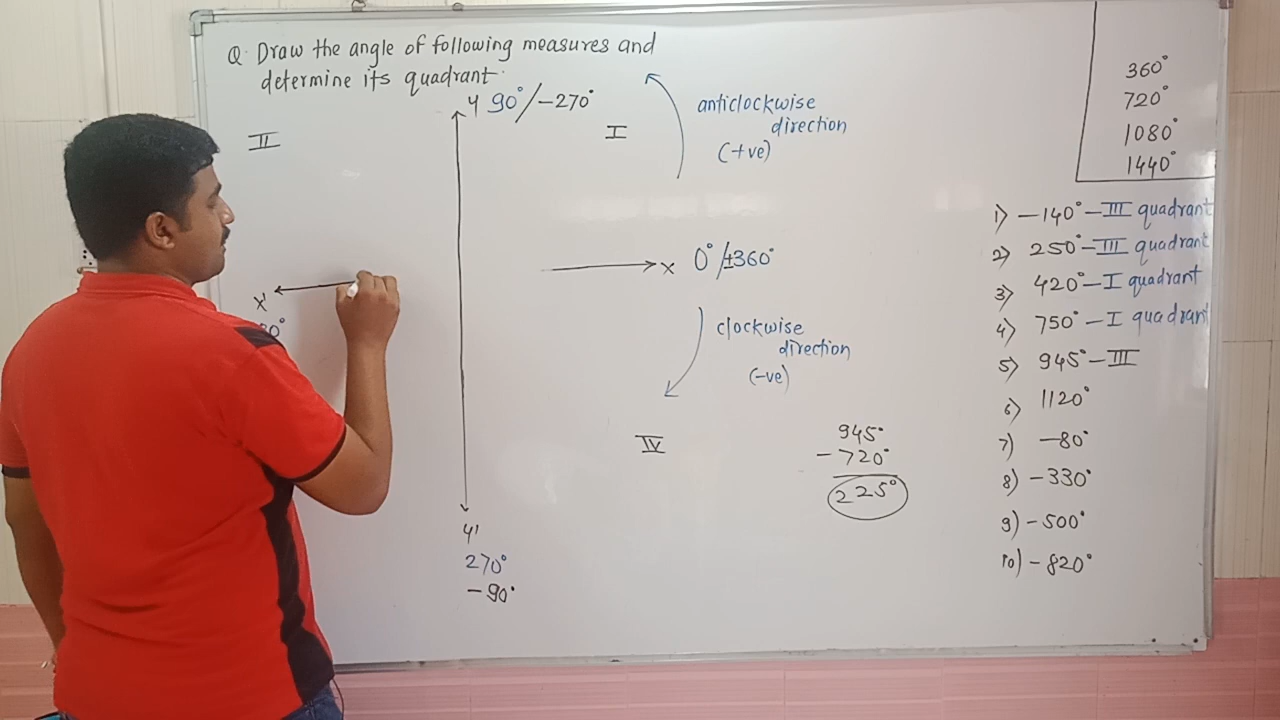 Q. Draw the angle of following measures and
determine its quadrant.
Y 90°/-270°
II
I
anticlockwise
direction
(+ve)
X 0°/±360°
X'
clockwise
direction
(-ve)
IV
Y'
270°
-90°
945°
-720°
225°
360°
720°
1080°
1440°
1) -140° - III quadrant
2) 250° - III quadrant
3) 420° - I quadrant
4) 750° - I quadrant
5) 945° - III
6) 1120°
7) -80°
8) -330°
9) -500°
10) -820°